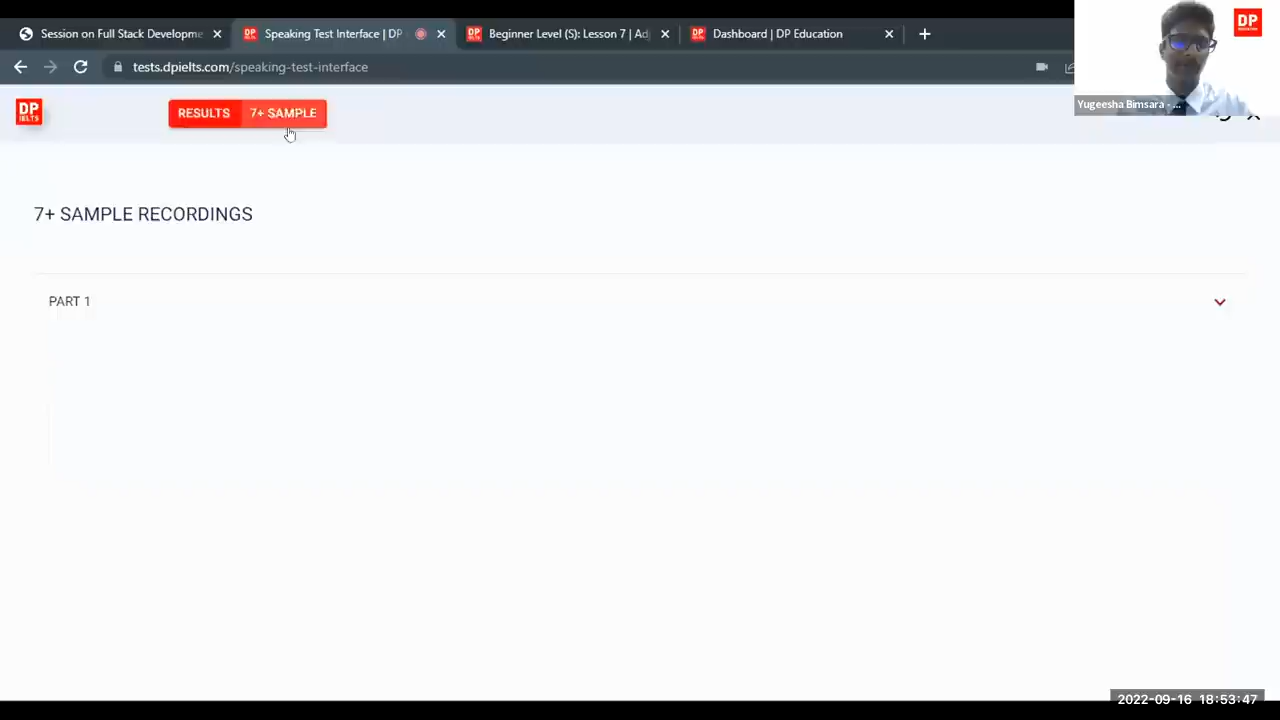 Session on Full Stack Developme
Speaking Test Interface | DP
Beginner Level (S): Lesson 7 | Ad
Dashboard | DP Education
tests.dpielts.com/speaking-test-interface
DP
Yugeesha Bimsara - ...
DP
IELTS
RESULTS
7+ SAMPLE
7+ SAMPLE RECORDINGS
PART 1
2022-09-16 18:53:47